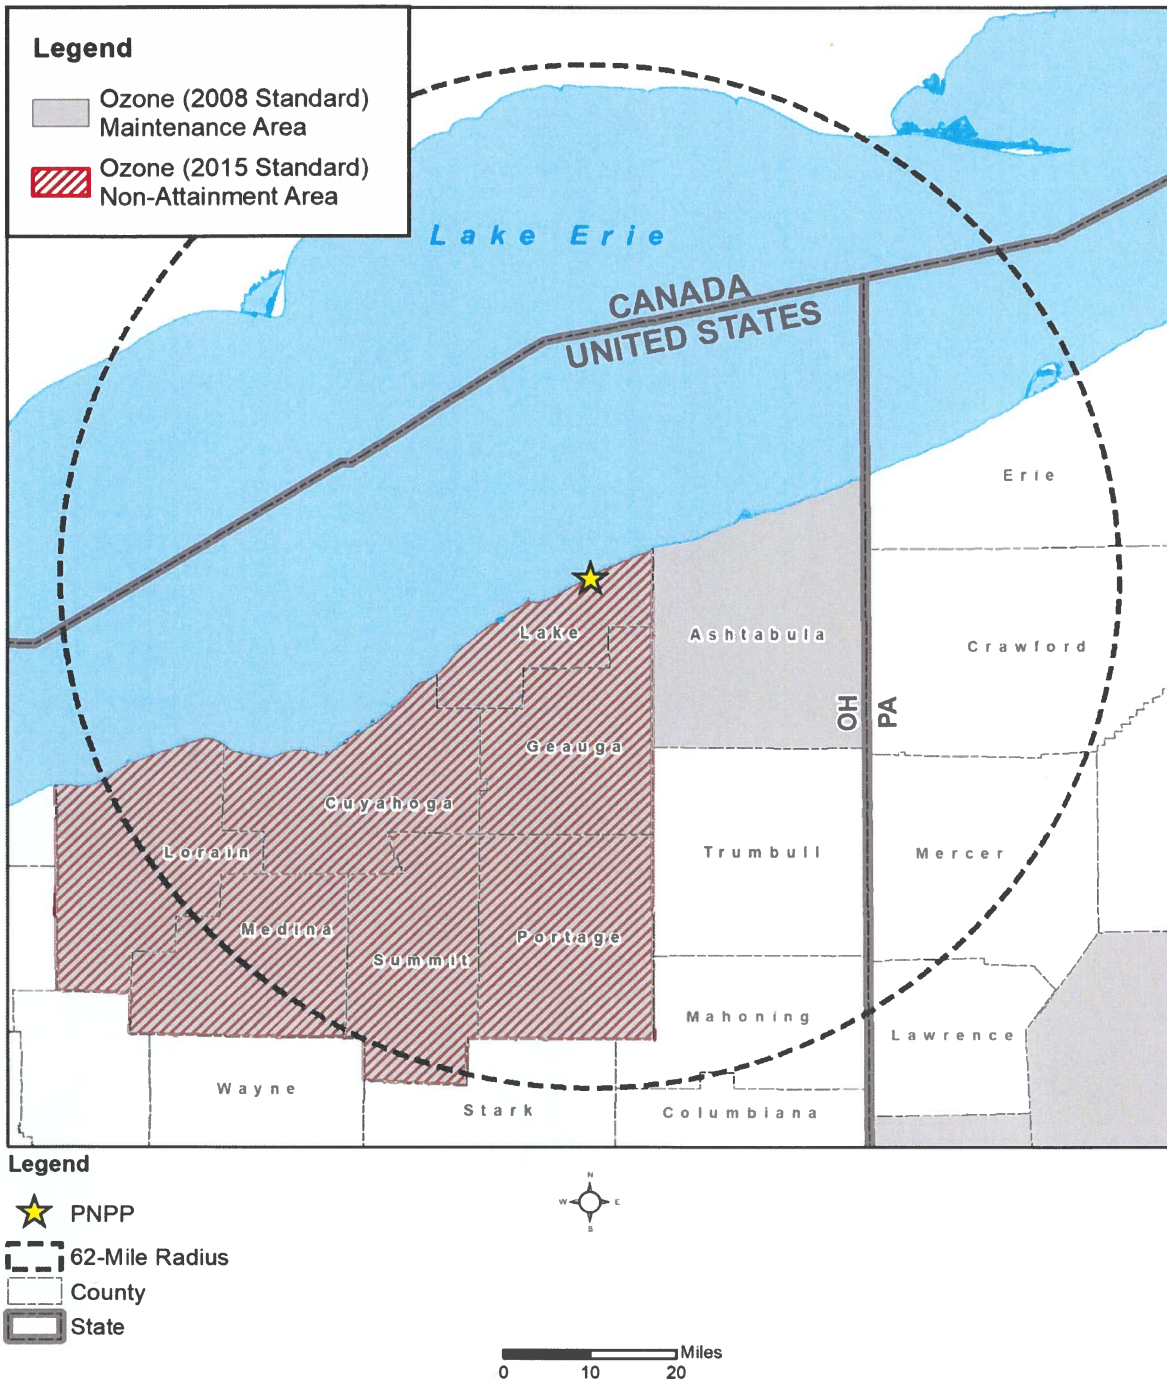 Legend
Ozone (2008 Standard)
Maintenance Area
Ozone (2015 Standard)
Non-Attainment Area
Lake Erie
CANADA
UNITED STATES
Erie
Lake
Ashtabula
Crawford
OH
PA
Geauga
Cuyahoga
Lorain
Trumbull
Mercer
Medina
Portage
Summit
Mahoning
Lawrence
Wayne
Stark
Columbiana
Legend
PNPP
62-Mile Radius
County
State
N
W
E
S
Miles
0 10 20